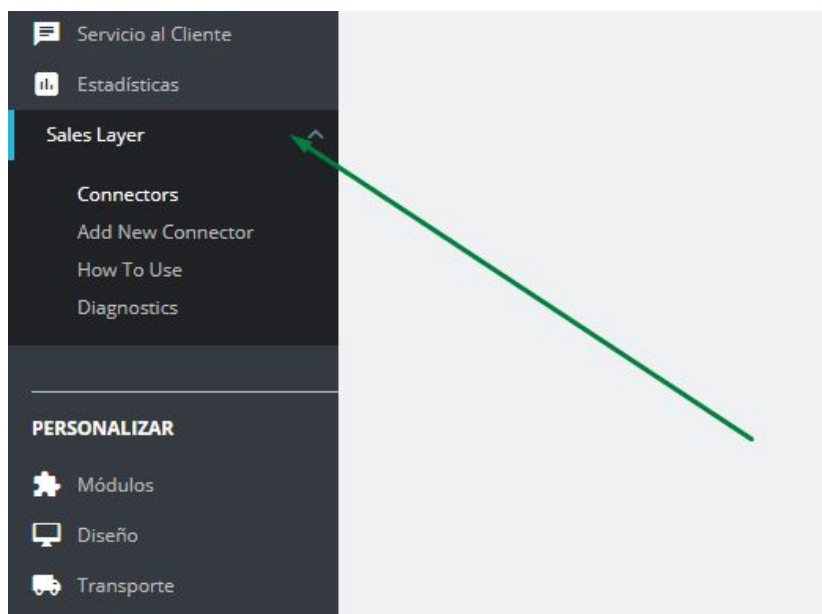 Servicio al Cliente
Estadísticas
Sales Layer
Connectors
Add New Connector
How To Use
Diagnostics
PERSONALIZAR
Módulos
Diseño
Transporte